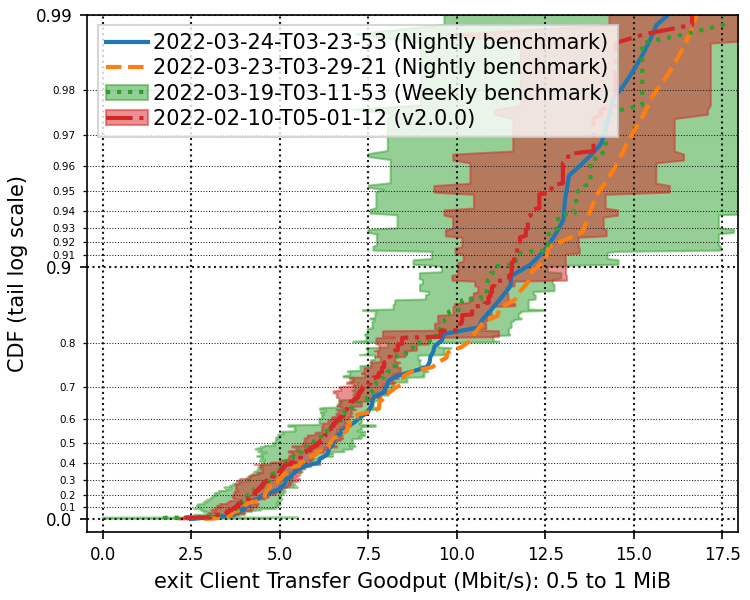 0.99
2022-03-24-T03-23-53 (Nightly benchmark)
2022-03-23-T03-29-21 (Nightly benchmark)
2022-03-19-T03-11-53 (Weekly benchmark)
2022-02-10-T05-01-12 (v2.0.0)
0.98
0.97
0.96
0.95
0.94
0.93
0.92
0.91
0.9
0.8
0.7
0.6
0.5
0.4
0.3
0.2
0.1
0.0
CDF (tail log scale)
0.0 2.5 5.0 7.5 10.0 12.5 15.0 17.5
exit Client Transfer Goodput (Mbit/s): 0.5 to 1 MiB